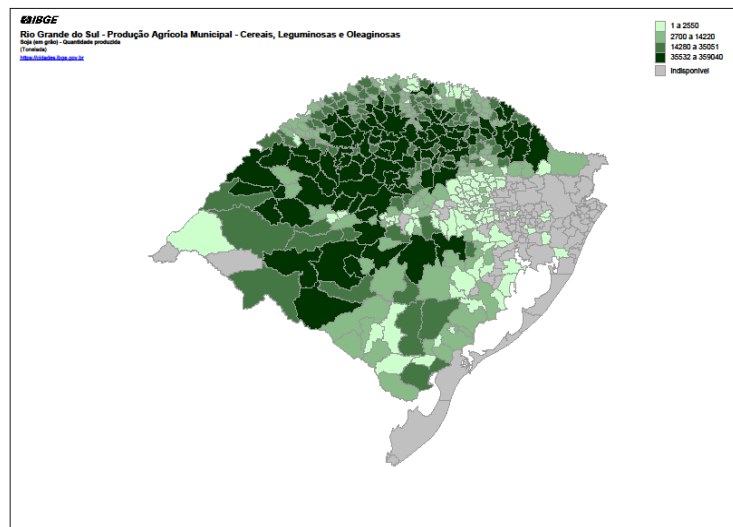 IBGE
Rio Grande do Sul - Produção Agrícola Municipal - Cereais, Leguminosas e Oleaginosas
Soja (em grão) - Quantidade produzida
(Tonelada)
https://cidades.ibge.gov.br
1 a 2550
2700 a 14220
14280 a 35051
35532 a 359040
Indisponível